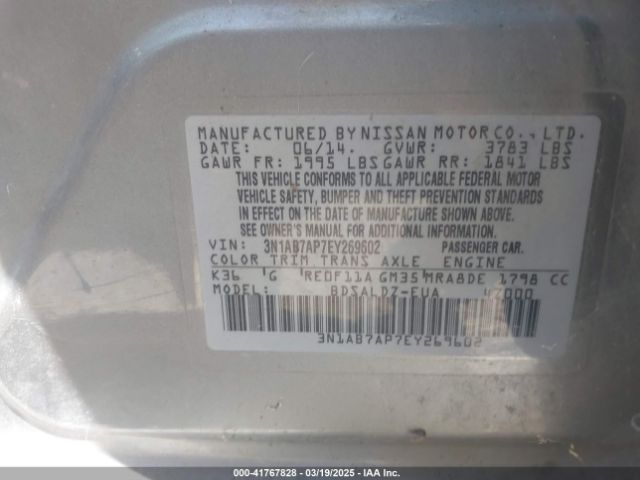 MANUFACTURED BY NISSAN MOTOR CO., LTD.
DATE: 06/14. GVWR: 3783 LBS
GAWR FR: 1995 LBS GAWR RR: 1841 LBS
THIS VEHICLE CONFORMS TO ALL APPLICABLE FEDERAL MOTOR
VEHICLE SAFETY, BUMPER AND THEFT PREVENTION STANDARDS
IN EFFECT ON THE DATE OF MANUFACTURE SHOWN ABOVE.
SEE OWNER'S MANUAL FOR ADDITIONAL INFORMATION.
VIN: 3N1AB7AP7EY269602 PASSENGER CAR.
COLOR TRIM TRANS AXLE ENGINE
K36 G RE0F11A GM35 MRA8DE 1798 CC
MODEL: BDSALDZ-EUA
3N1AB7AP7EY269602
000-41767828 - 03/19/2025 - IAA Inc.